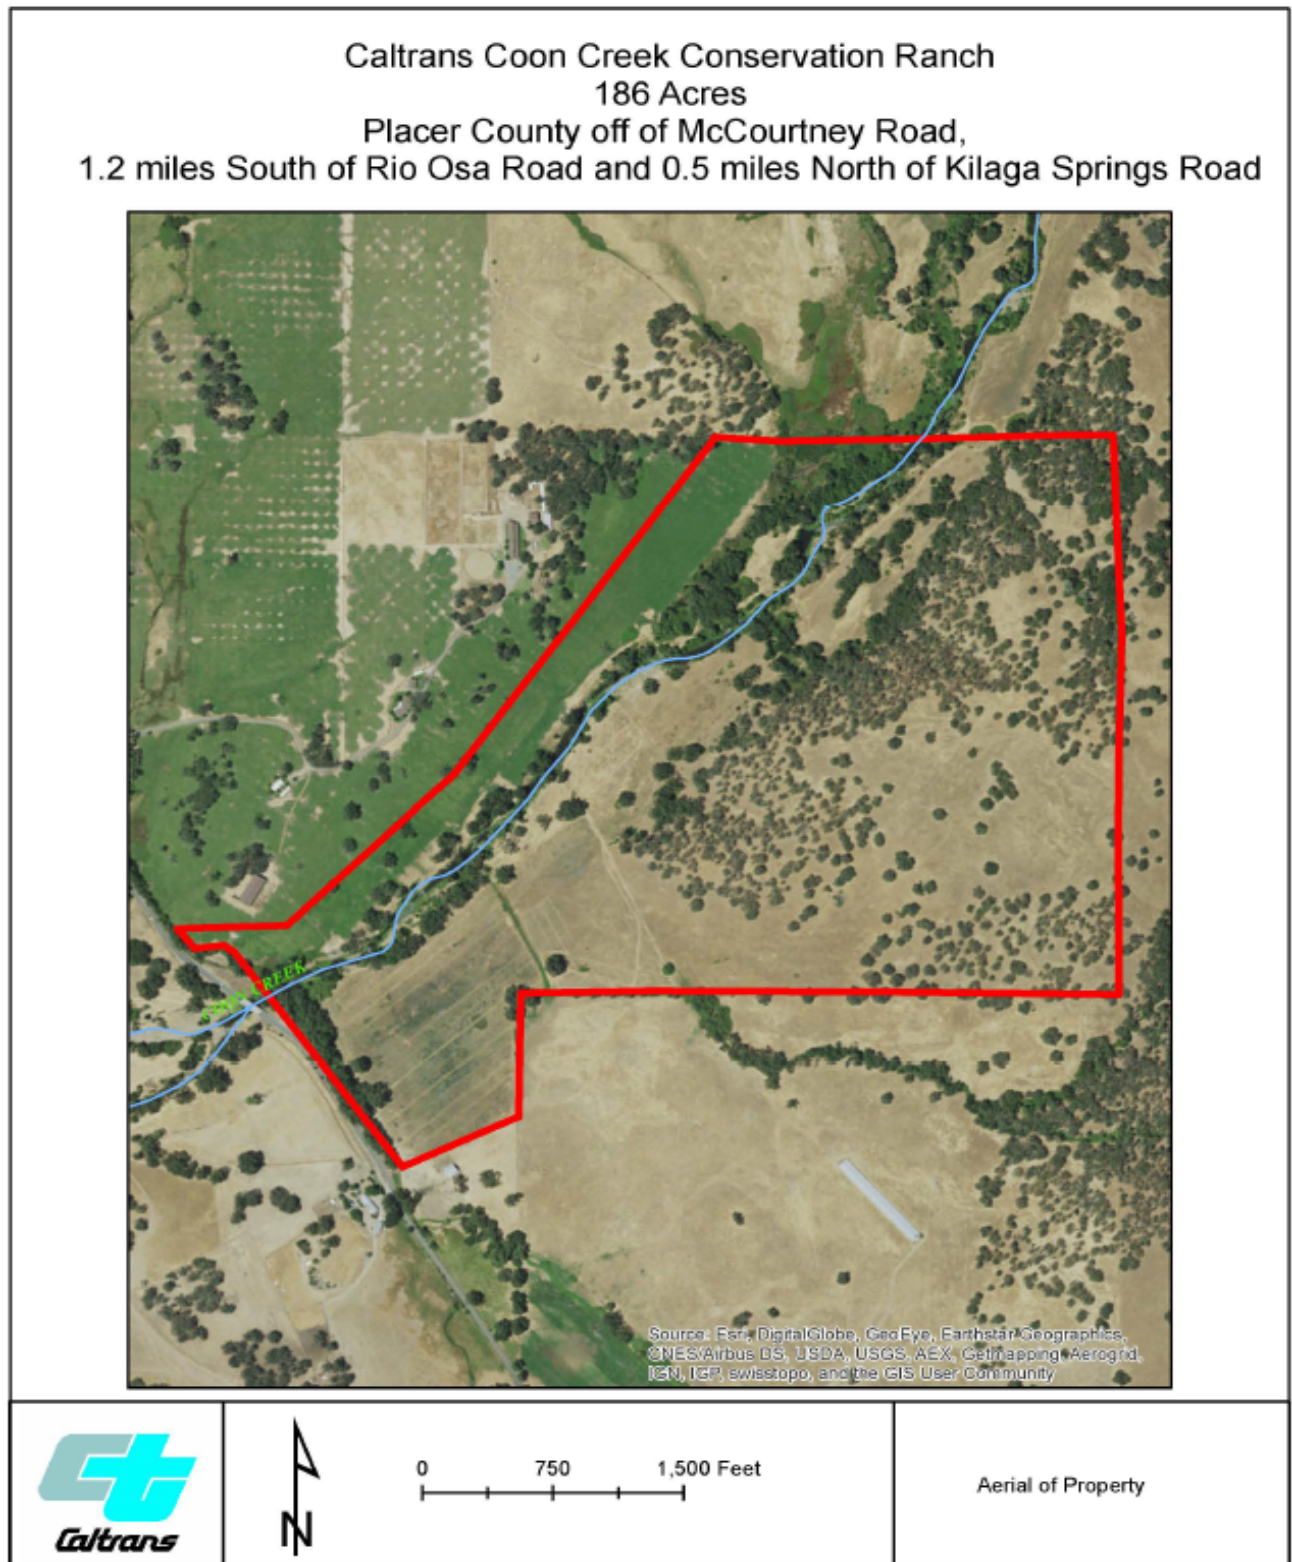 Caltrans Coon Creek Conservation Ranch
186 Acres
Placer County off of McCourtney Road,
1.2 miles South of Rio Osa Road and 0.5 miles North of Kilaga Springs Road
CREEK
Source: Esri, DigitalGlobe, GeoEye, Earthstar Geographics,
CNES/Airbus DS, USDA, USGS, AEX, Getmapping, Aerogrid,
IGN, IGP, swisstopo, and the GIS User Community
Caltrans
N
0 750 1,500 Feet
Aerial of Property